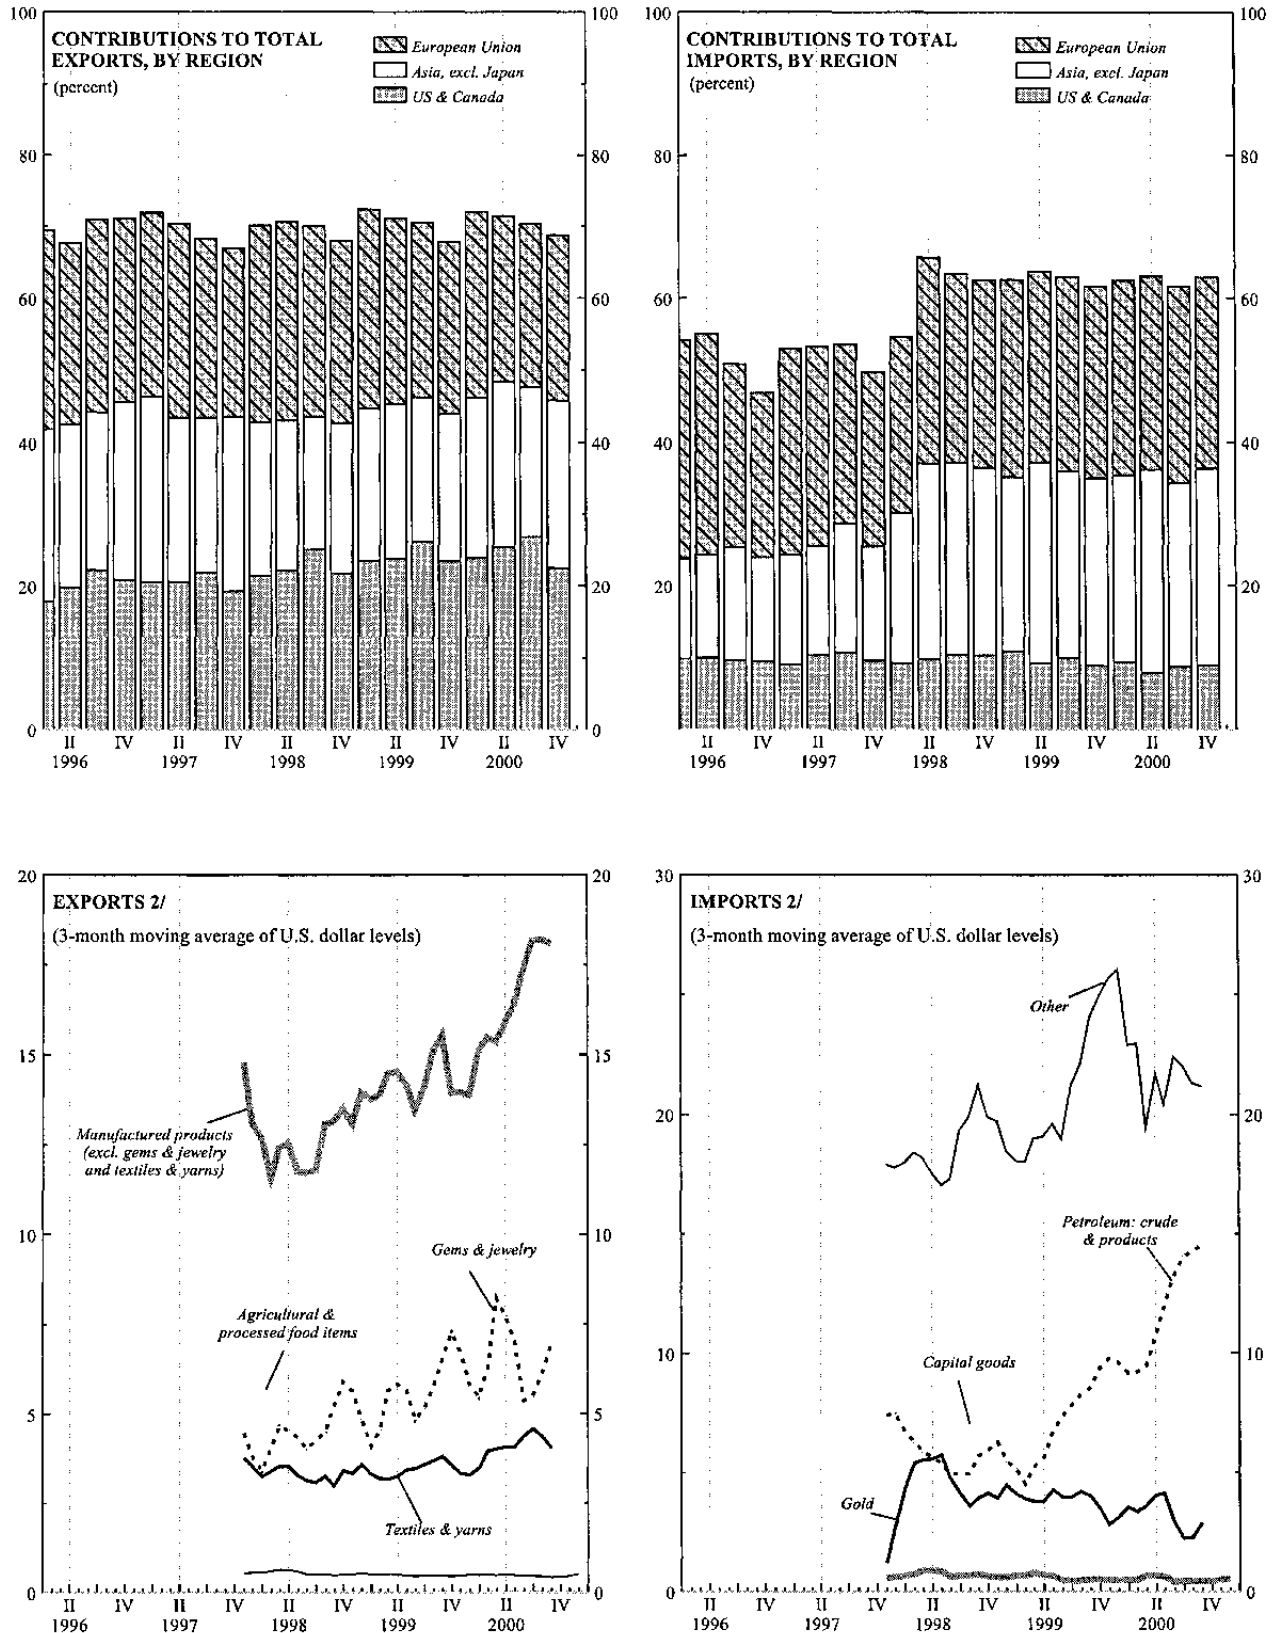 CONTRIBUTIONS TO TOTAL
EXPORTS, BY REGION
(percent)
European Union
Asia, excl. Japan
US & Canada
100
80
60
40
20
0
100
80
60
40
20
0
II IV II IV II IV II IV
1996 1997 1998 1999 2000
CONTRIBUTIONS TO TOTAL
IMPORTS, BY REGION
(percent)
European Union
Asia, excl. Japan
US & Canada
100
80
60
40
20
100
80
60
40
20
0
II IV II IV II IV II IV II IV
1996 1997 1998 1999 2000
EXPORTS 2/
(3-month moving average of U.S. dollar levels)
20
15
10
5
0
20
15
10
5
0
Manufactured products
(excl. gems & jewelry
and textiles & yarns)
Gems & jewelry
Agricultural &
processed food items
Textiles & yarns
II IV II IV II IV II IV II IV
1996 1997 1998 1999 2000
IMPORTS 2/
(3-month moving average of U.S. dollar levels)
30
20
10
0
30
20
10
0
Other
Petroleum: crude
& products
Capital goods
Gold
II IV II IV II IV II IV II IV
1996 1997 1998 1999 2000